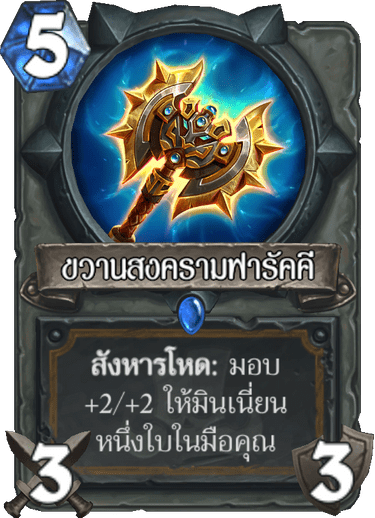 5
ขวานสงครามฟารัคคี
สังหารโหด: มอบ
+2/+2 ให้มินเนี่ยน
หนึ่งใบในมือคุณ
3
3